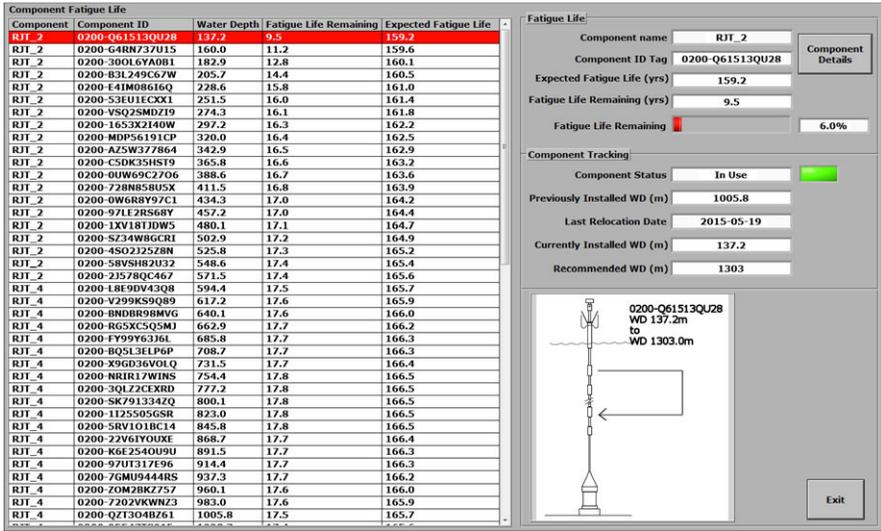 Component Fatigue Life
Component Component ID Water Depth Fatigue Life Remaining Expected Fatigue Life
RJT_2 0200-Q61513QU28 137.2 9.5 159.2
RJT_2 0200-G4RN737U15 160.0 11.2 159.6
RJT_2 0200-30OL6YA0B1 182.9 12.8 160.1
RJT_2 0200-B3L249C67W 205.7 14.4 160.5
RJT_2 0200-E4IM086I6Q 228.6 15.8 161.0
RJT_2 0200-53EU1ECXX1 251.5 16.0 161.4
RJT_2 0200-VSQ2SMDZI9 274.3 16.1 161.8
RJT_2 0200-1653X2I40W 297.2 16.3 162.2
RJT_2 0200-MDP56191CP 320.0 16.4 162.5
RJT_2 0200-AZ5W377864 342.9 16.5 162.9
RJT_2 0200-C5DK35HST9 365.8 16.6 163.2
RJT_2 0200-0UW69C27O6 388.6 16.7 163.6
RJT_2 0200-728N858U5X 411.5 16.8 163.9
RJT_2 0200-0W6R8Y97C1 434.3 17.0 164.2
RJT_2 0200-97LE2RS68Y 457.2 17.0 164.4
RJT_2 0200-1XV18TJDW5 480.1 17.1 164.7
RJT_2 0200-SZ34W8GCRI 502.9 17.2 164.9
RJT_2 0200-4SO2J25Z8N 525.8 17.3 165.2
RJT_2 0200-58VSH82U32 548.6 17.4 165.4
RJT_2 0200-2J578QC467 571.5 17.4 165.6
RJT_4 0200-L8E9DV43Q8 594.4 17.5 165.7
RJT_4 0200-V299KS9Q89 617.2 17.6 165.9
RJT_4 0200-BNDBR98MVG 640.1 17.6 166.0
RJT_4 0200-RG5XC5Q5MJ 662.9 17.7 166.2
RJT_4 0200-FY99Y63J6L 685.8 17.7 166.3
RJT_4 0200-BQ5L3ELP6P 708.7 17.7 166.3
RJT_4 0200-X9GD36VOLQ 731.5 17.7 166.4
RJT_4 0200-NRIR17WINS 754.4 17.8 166.5
RJT_4 0200-3QLZ2CEXRD 777.2 17.8 166.5
RJT_4 0200-SK791334ZQ 800.1 17.8 166.5
RJT_4 0200-1I25505GSR 823.0 17.8 166.5
RJT_4 0200-5RV1O1BC14 845.8 17.8 166.5
RJT_4 0200-22V6IYOUXE 868.7 17.7 166.4
RJT_4 0200-K6E254OU9U 891.5 17.7 166.3
RJT_4 0200-97UT317E96 914.4 17.7 166.3
RJT_4 0200-7GMU9444RS 937.3 17.7 166.2
RJT_4 0200-ZOM2BKZ757 960.1 17.6 166.0
RJT_4 0200-7202VKWNZ3 983.0 17.6 165.9
RJT_4 0200-QZT304BZ61 1005.8 17.5 165.7
Fatigue Life
Component name RJT_2
Component Details
Component ID Tag 0200-Q61513QU28
Expected Fatigue Life (yrs) 159.2
Fatigue Life Remaining (yrs) 9.5
Fatigue Life Remaining 6.0%
Component Tracking
Component Status In Use
Previously Installed WD (m) 1005.8
Last Relocation Date 2015-05-19
Currently Installed WD (m) 137.2
Recommended WD (m) 1303
0200-Q61513QU28
WD 137.2m
to
WD 1303.0m
Exit